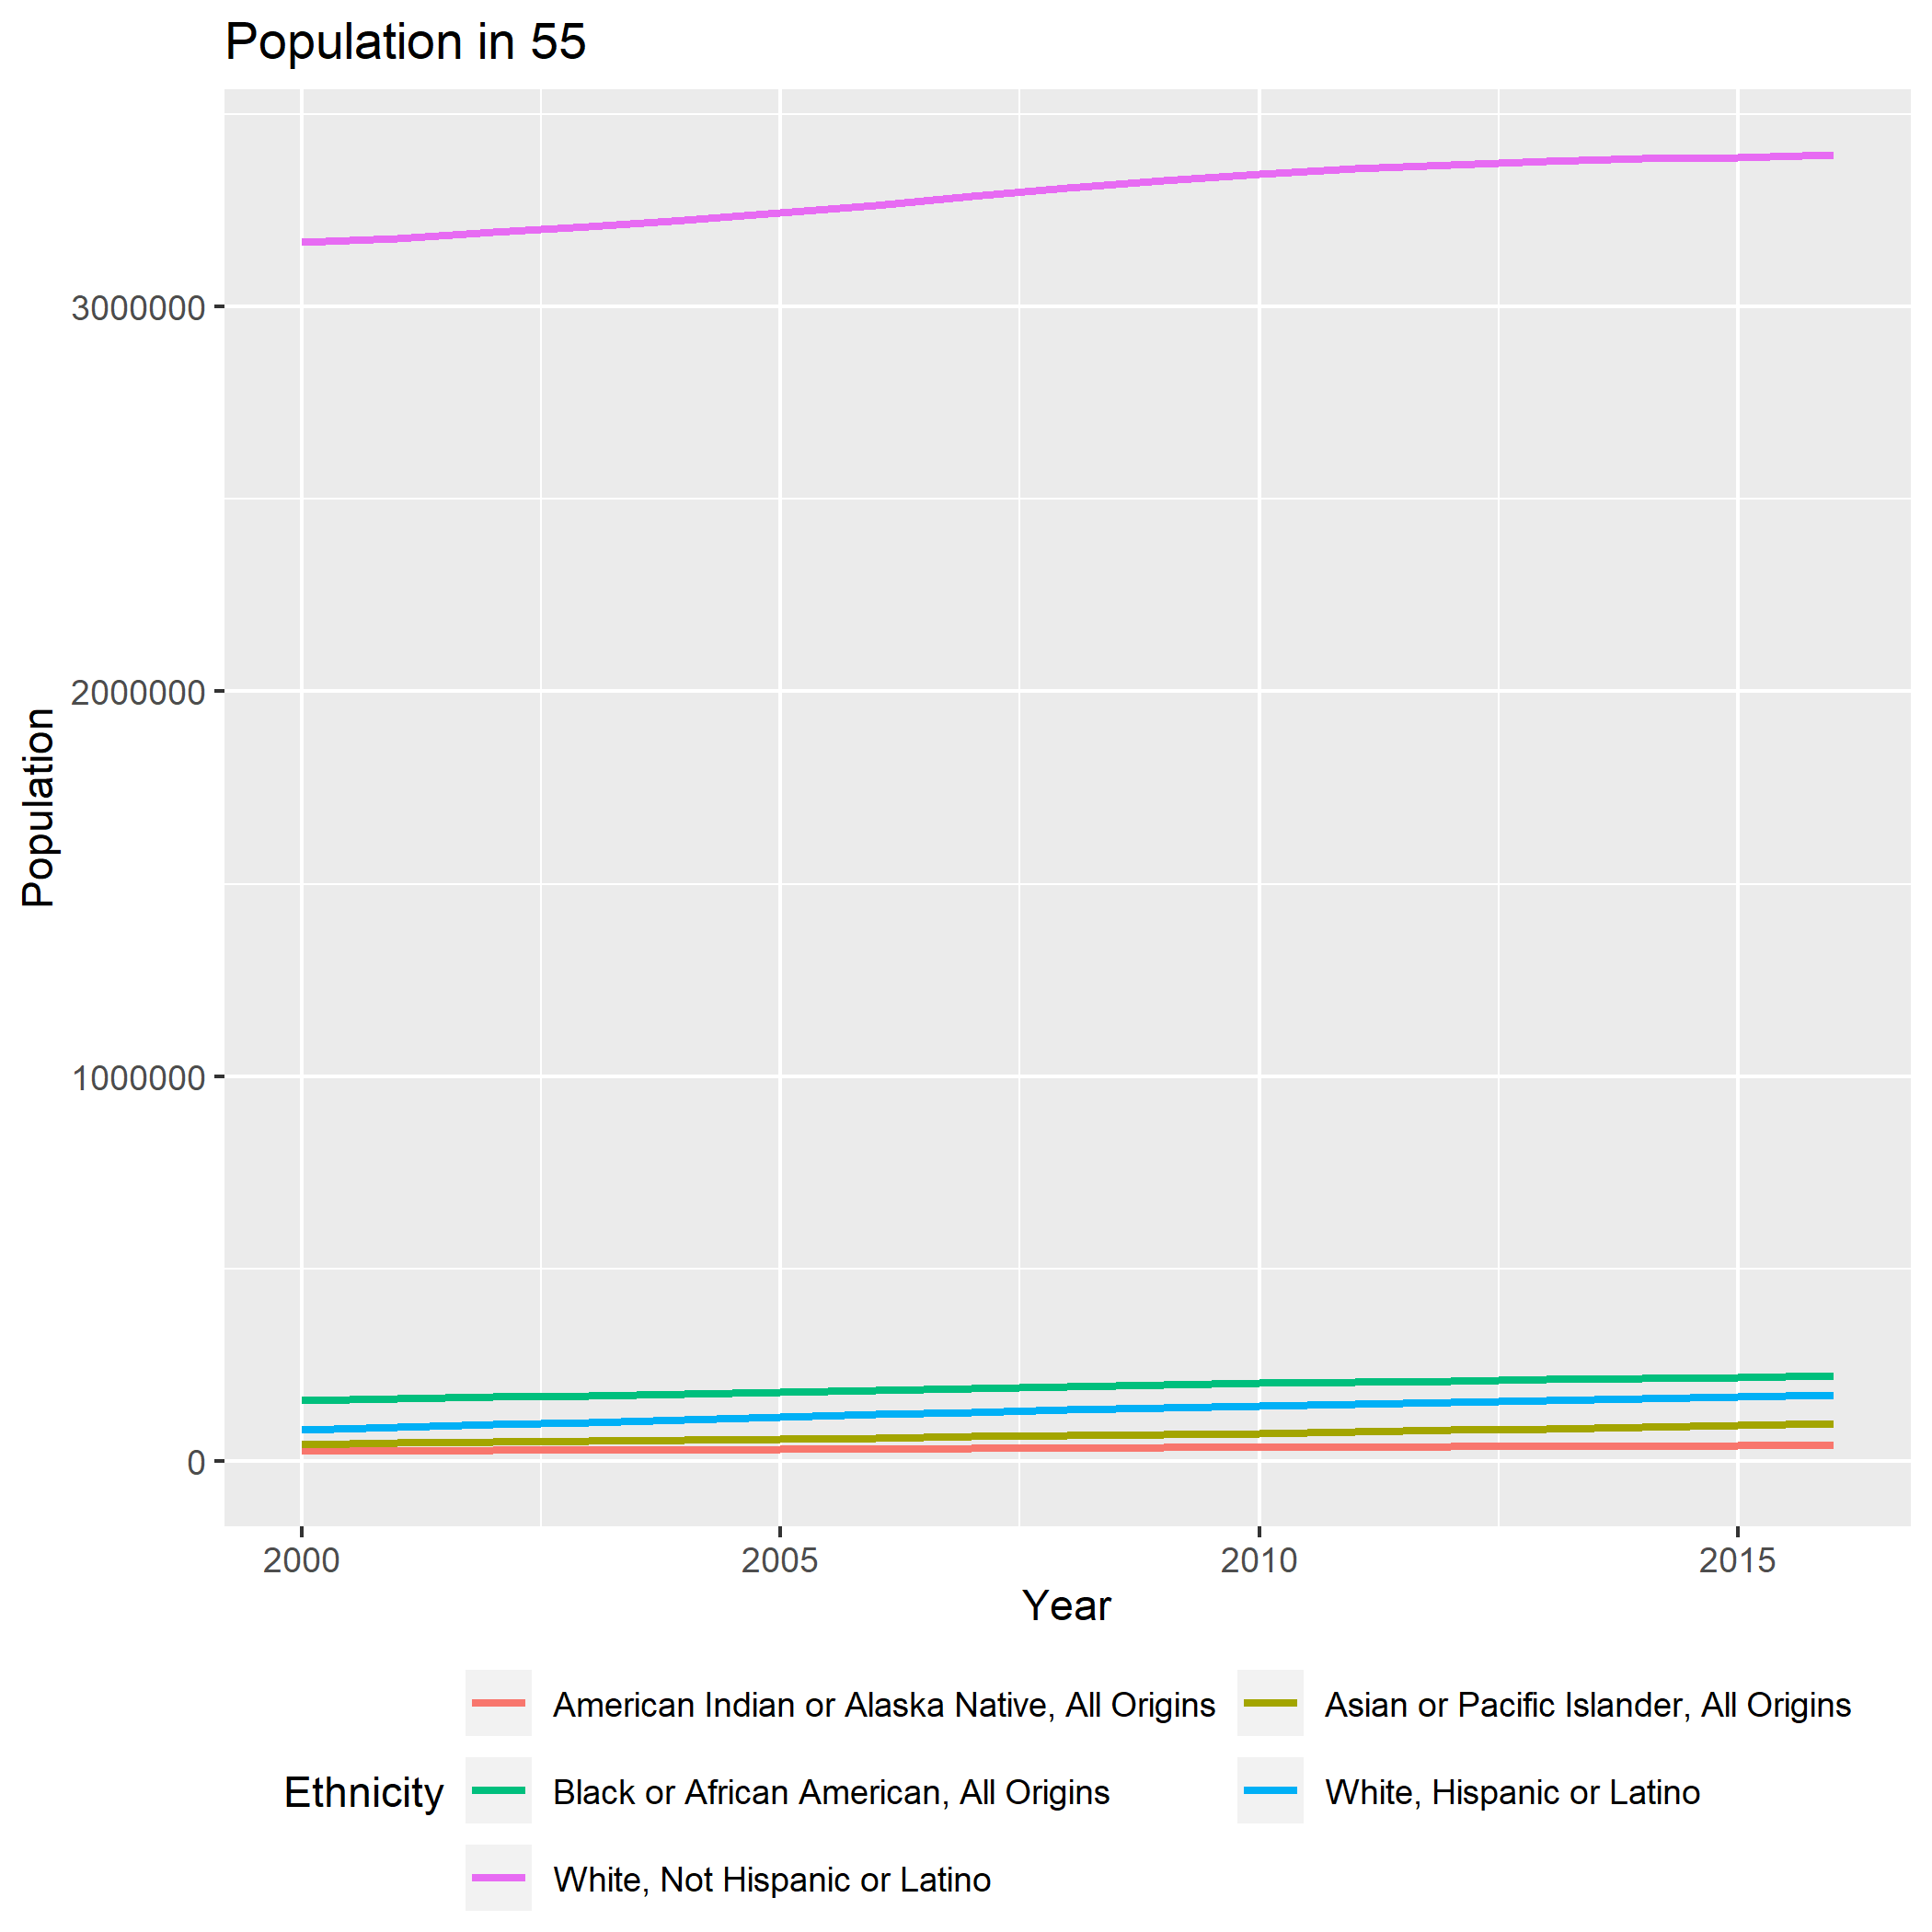 Population in 55
Population
3000000
2000000
1000000
0
2000 2005 2010 2015
Year
Ethnicity
American Indian or Alaska Native, All Origins
Asian or Pacific Islander, All Origins
Black or African American, All Origins
White, Hispanic or Latino
White, Not Hispanic or Latino